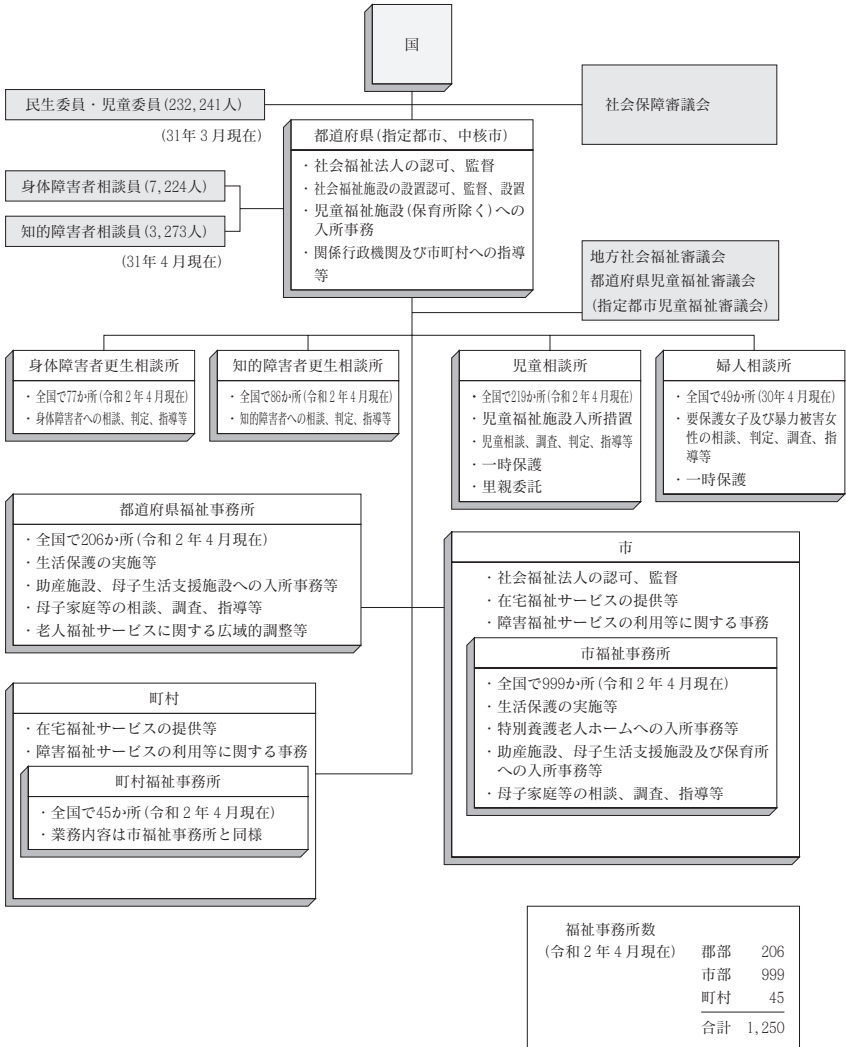 国
民生委員・児童委員(232,241人)
(31年3月現在)
社会保障審議会
都道府県(指定都市、中核市)
・社会福祉法人の認可、監督
・社会福祉施設の設置認可、監督、設置
・児童福祉施設(保育所除く)への
入所事務
・関係行政機関及び市町村への指導
等
身体障害者相談員(7,224人)
知的障害者相談員(3,273人)
(31年4月現在)
地方社会福祉審議会
都道府県児童福祉審議会
(指定都市児童福祉審議会)
身体障害者更生相談所
・全国で77か所(令和2年4月現在)
・身体障害者への相談、判定、指導等
知的障害者更生相談所
・全国で86か所(令和2年4月現在)
・知的障害者への相談、判定、指導等
児童相談所
・全国で219か所(令和2年4月現在)
・児童福祉施設入所措置
・児童相談、調査、判定、指導等
・一時保護
・里親委託
婦人相談所
・全国で49か所(30年4月現在)
・要保護女子及び暴力被害女
性の相談、判定、調査、指
導等
・一時保護
都道府県福祉事務所
・全国で206か所(令和2年4月現在)
・生活保護の実施等
・助産施設、母子生活支援施設への入所事務等
・母子家庭等の相談、調査、指導等
・老人福祉サービスに関する広域的調整等
市
・社会福祉法人の認可、監督
・在宅福祉サービスの提供等
・障害福祉サービスの利用等に関する事務
市福祉事務所
・全国で999か所(令和2年4月現在)
・生活保護の実施等
・特別養護老人ホームへの入所事務等
・助産施設、母子生活支援施設及び保育所
への入所事務等
・母子家庭等の相談、調査、指導等
町村
・在宅福祉サービスの提供等
・障害福祉サービスの利用等に関する事務
町村福祉事務所
・全国で45か所(令和2年4月現在)
・業務内容は市福祉事務所と同様
福祉事務所数
(令和2年4月現在) 郡部 206
市部 999
町村 45
合計 1,250